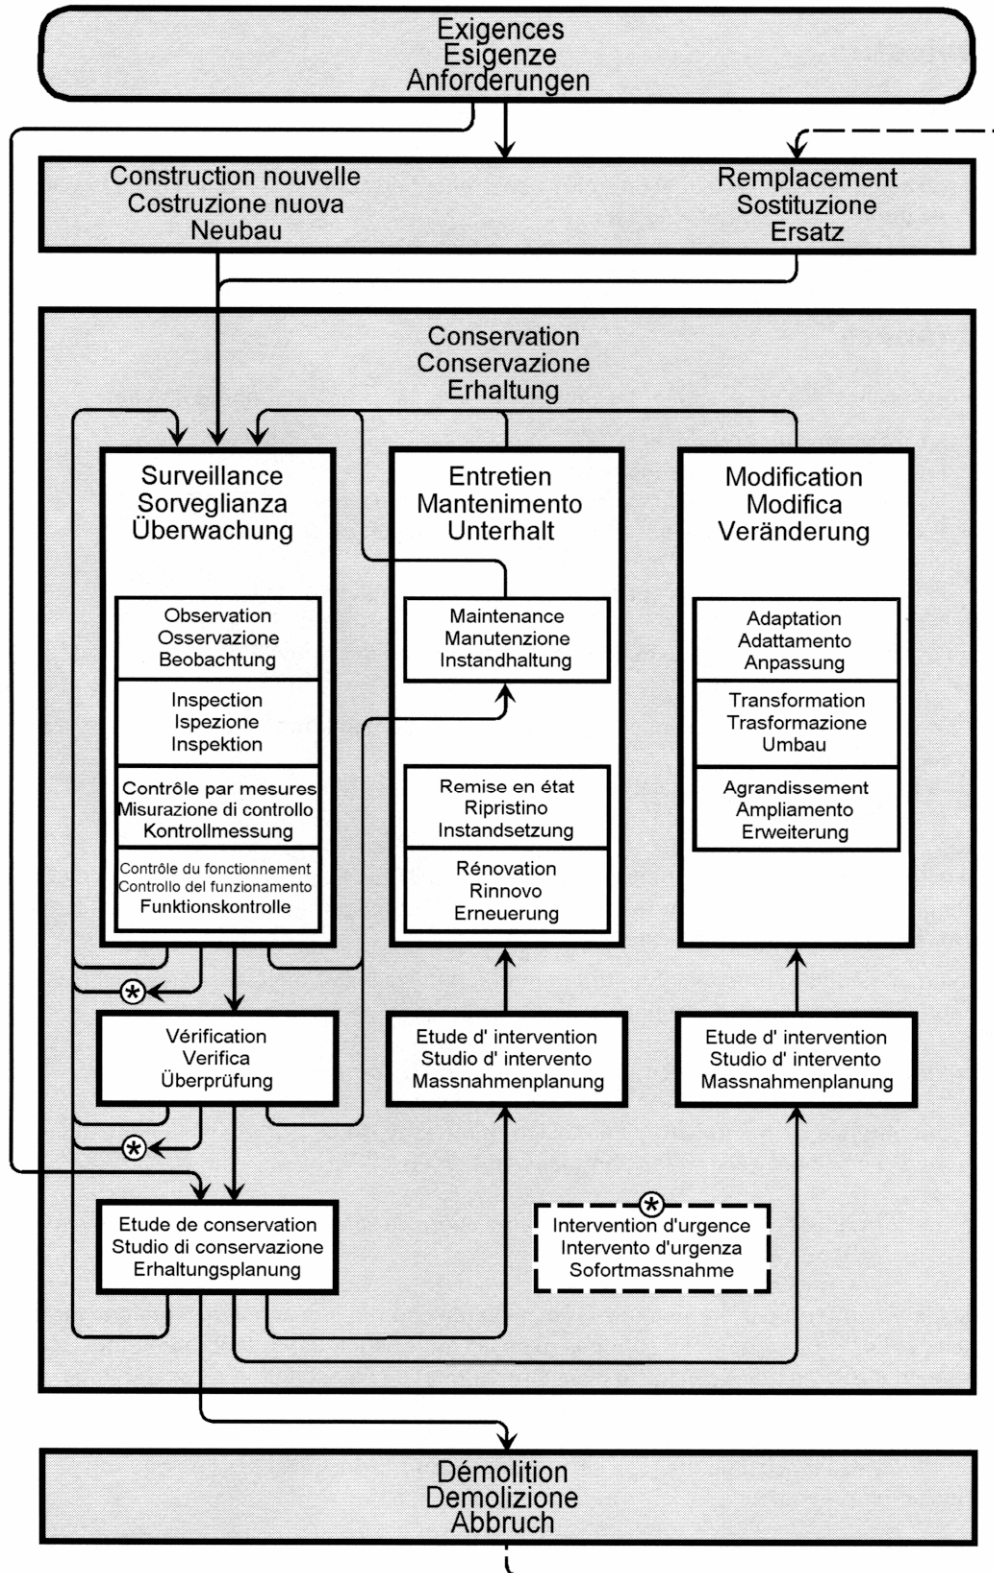 Exigences
Esigenze
Anforderungen
Construction nouvelle
Costruzione nuova
Neubau
Remplacement
Sostituzione
Ersatz
Conservation
Conservazione
Erhaltung
Surveillance
Sorveglianza
Überwachung
Observation
Osservazione
Beobachtung
Inspection
Ispezione
Inspektion
Contrôle par mesures
Misurazione di controllo
Kontrollmessung
Contrôle du fonctionnement
Controllo del funzionamento
Funktionskontrolle
Entretien
Mantenimento
Unterhalt
Maintenance
Manutenzione
Instandhaltung
Remise en état
Ripristino
Instandsetzung
Rénovation
Rinnovo
Erneuerung
Modification
Modifica
Veränderung
Adaptation
Adattamento
Anpassung
Transformation
Trasformazione
Umbau
Agrandissement
Ampliamento
Erweiterung
*
Vérification
Verifica
Überprüfung
Etude d' intervention
Studio d' intervento
Massnahmenplanung
Etude d' intervention
Studio d' intervento
Massnahmenplanung
*
Etude de conservation
Studio di conservazione
Erhaltungsplanung
*
Intervention d'urgence
Intervento d'urgenza
Sofortmassnahme
Démolition
Demolizione
Abbruch